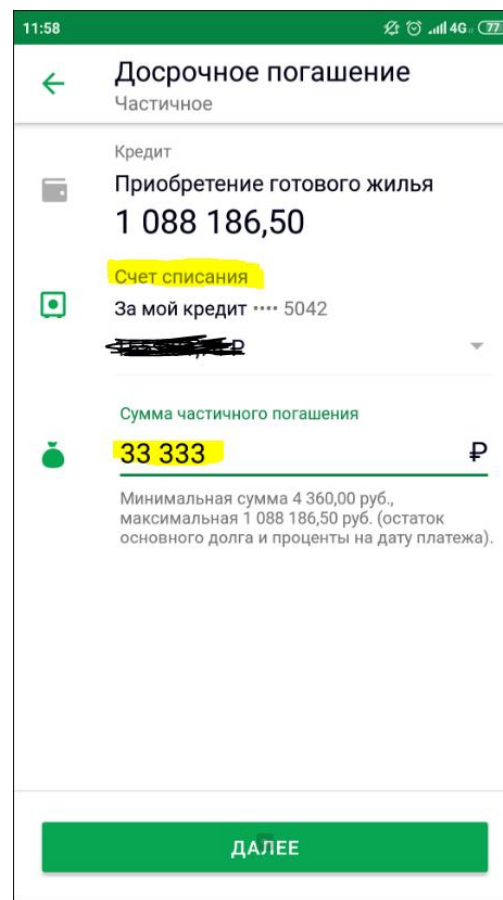 11:58
4G 77
Досрочное погашение
Частичное
Кредит
Приобретение готового жилья
1 088 186,50
Счет списания
За мой кредит •••• 5042
₽
Сумма частичного погашения
33 333 ₽
Минимальная сумма 4 360,00 руб.,
максимальная 1 088 186,50 руб. (остаток
основного долга и проценты на дату платежа).
ДАЛЕЕ